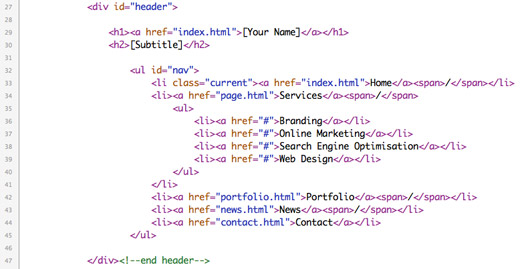 27 <div id="header">
28
29 <h1><a href="index.html">[Your Name]</a></h1>
30 <h2>[Subtitle]</h2>
31
32 <ul id="nav">
33 <li class="current"><a href="index.html">Home</a><span>/</span></li>
34 <li><a href="page.html">Services</a><span>/</span>
35 <ul>
36 <li><a href="#">Branding</a></li>
37 <li><a href="#">Online Marketing</a></li>
38 <li><a href="#">Search Engine Optimisation</a></li>
39 <li><a href="#">Web Design</a></li>
40 </ul>
41 </li>
42 <li><a href="portfolio.html">Portfolio</a><span>/</span></li>
43 <li><a href="news.html">News</a><span>/</span></li>
44 <li><a href="contact.html">Contact</a></li>
45 </ul>
46
47 </div><!--end header-->